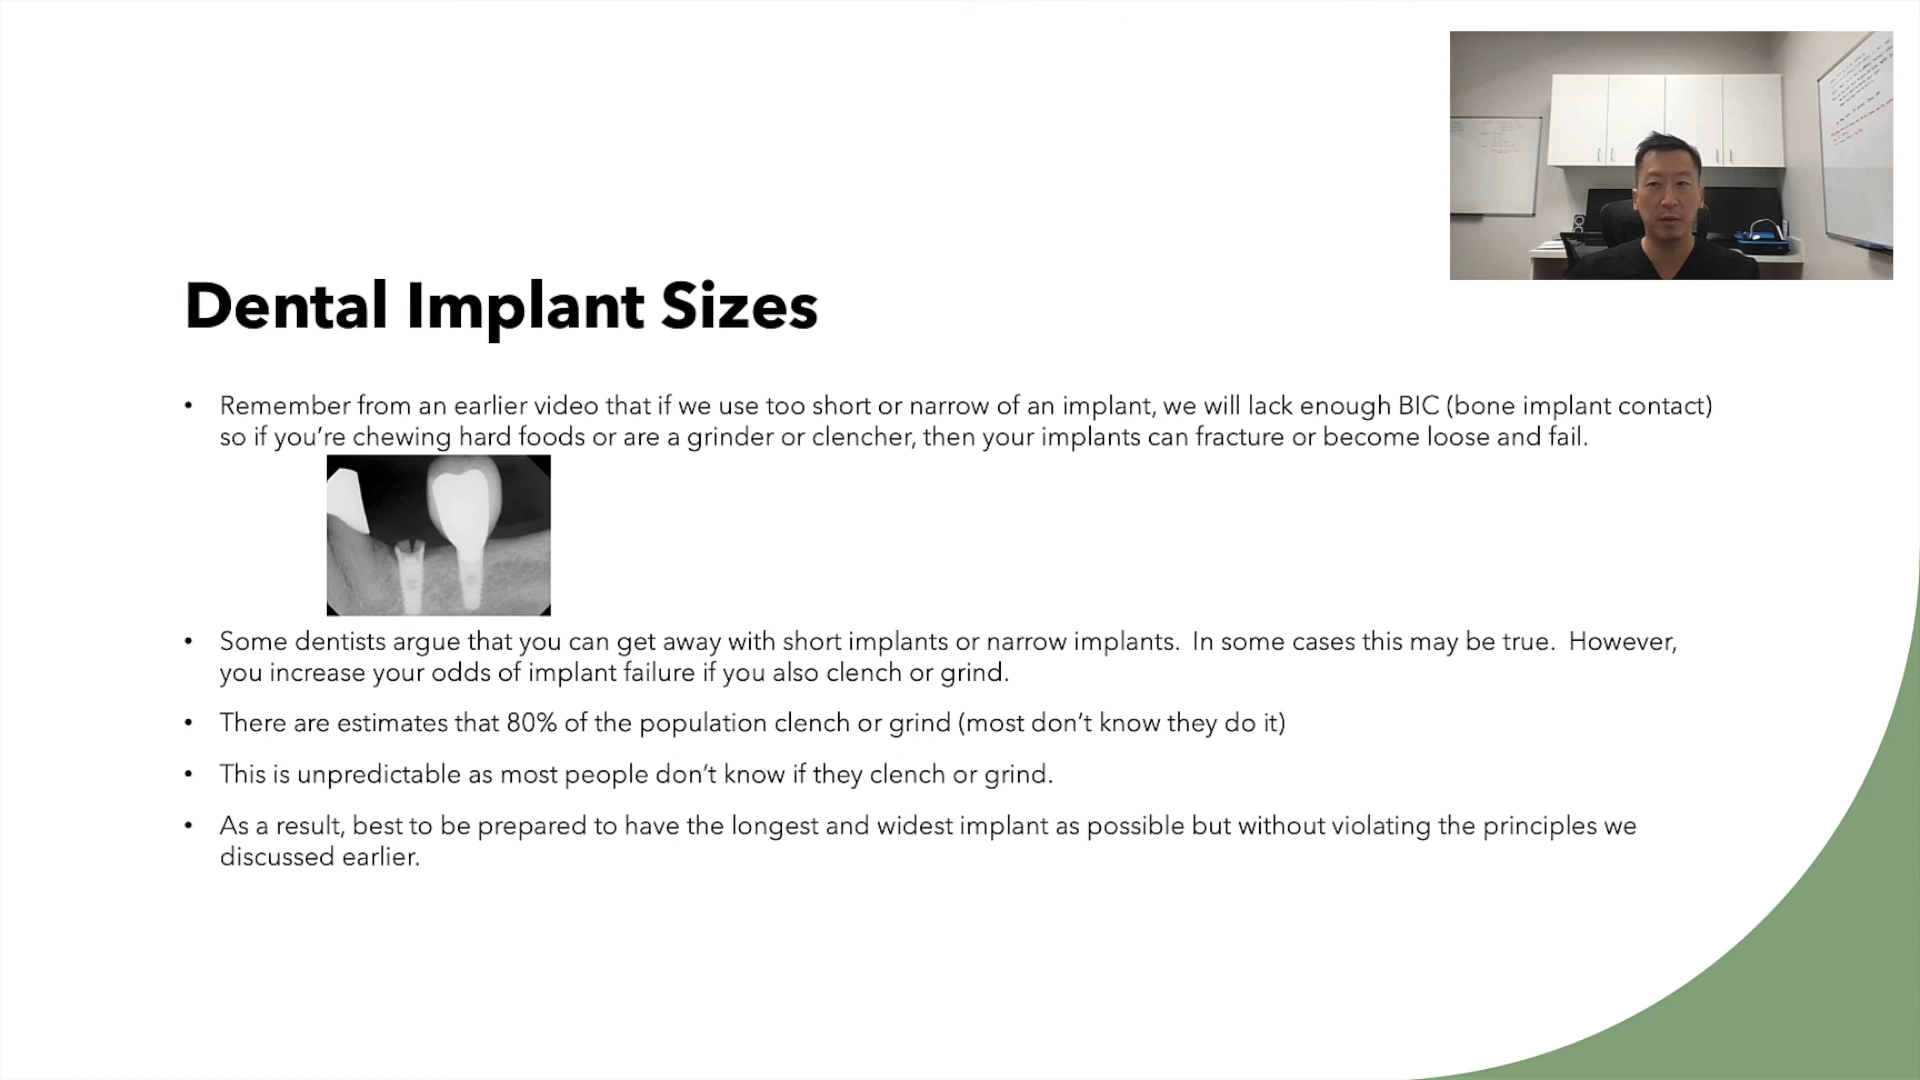 Dental Implant Sizes
• Remember from an earlier video that if we use too short or narrow of an implant, we will lack enough BIC (bone implant contact)
so if you’re chewing hard foods or are a grinder or clencher, then your implants can fracture or become loose and fail.
• Some dentists argue that you can get away with short implants or narrow implants.  In some cases this may be true.  However,
you increase your odds of implant failure if you also clench or grind.
• There are estimates that 80% of the population clench or grind (most don’t know they do it)
• This is unpredictable as most people don’t know if they clench or grind.
• As a result, best to be prepared to have the longest and widest implant as possible but without violating the principles we
discussed earlier.